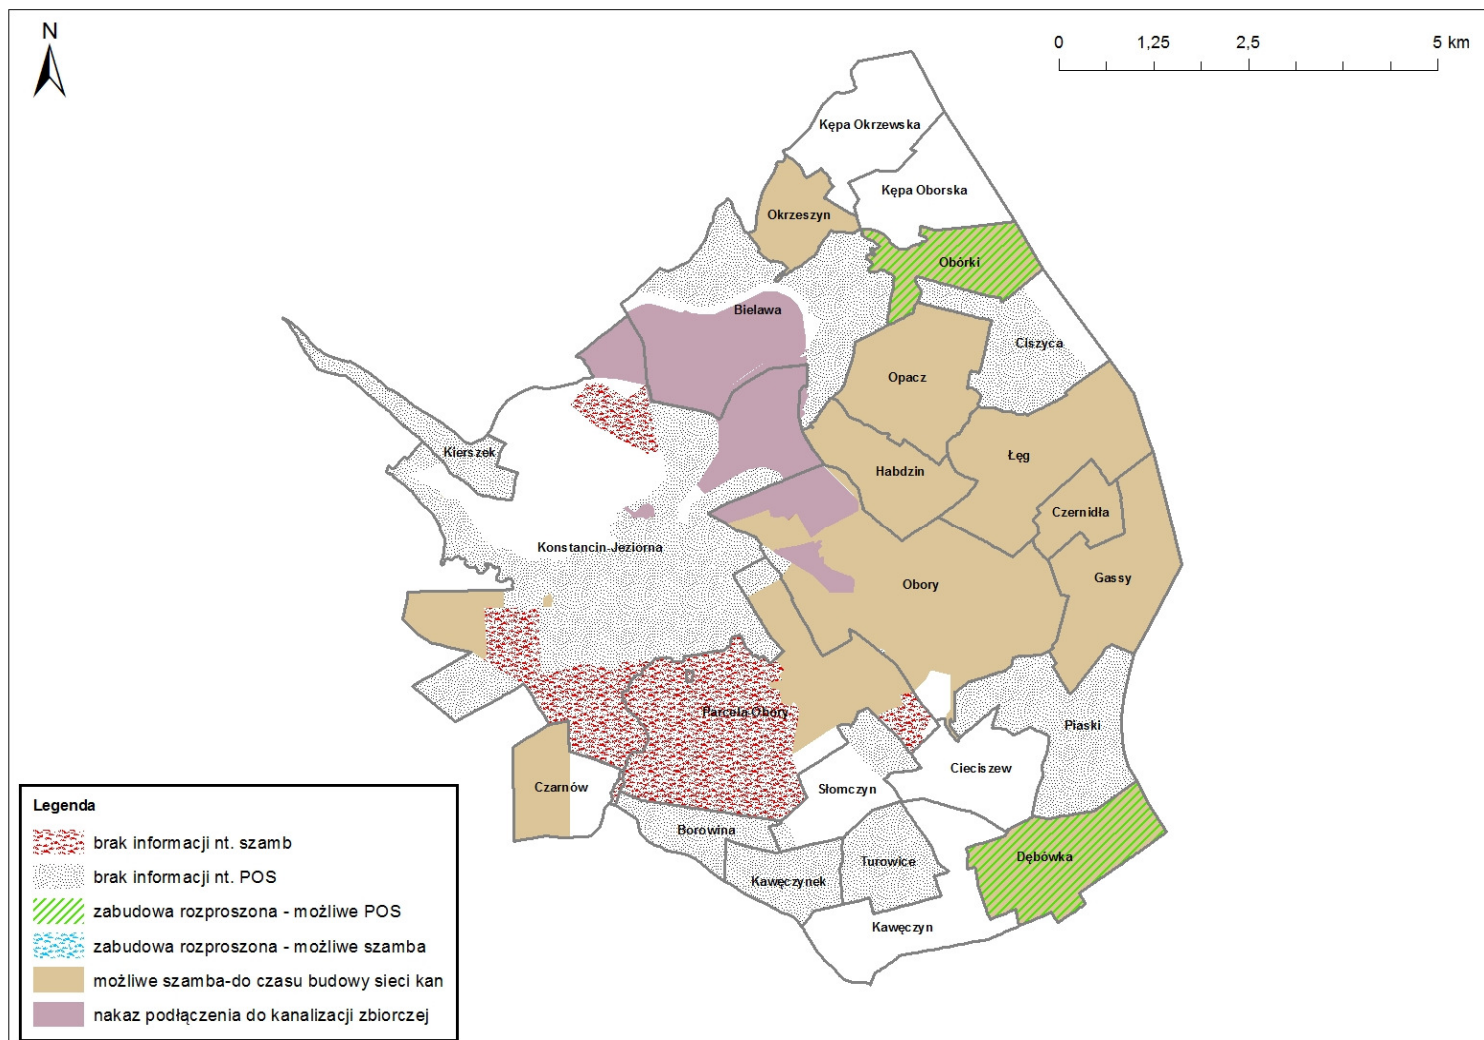 N
0 1,25 2,5 5 km
Kępa Okrzewska
Kępa Oborska
Okrzeszyn
Obórki
Bielawa
Ciszyca
Opacz
Kierszek
Habdzin
Łęg
Czernidła
Konstancin-Jeziorna
Obory
Gassy
Parcela-Obory
Piaski
Cieciszew
Czarnów
Słomczyn
Borowina
Turowice
Dębówka
Kawęczynek
Kawęczyn
Legenda
brak informacji nt. szamb
brak informacji nt. POS
zabudowa rozproszona - możliwe POS
zabudowa rozproszona - możliwe szamba
możliwe szamba-do czasu budowy sieci kan
nakaz podłączenia do kanalizacji zbiorczej